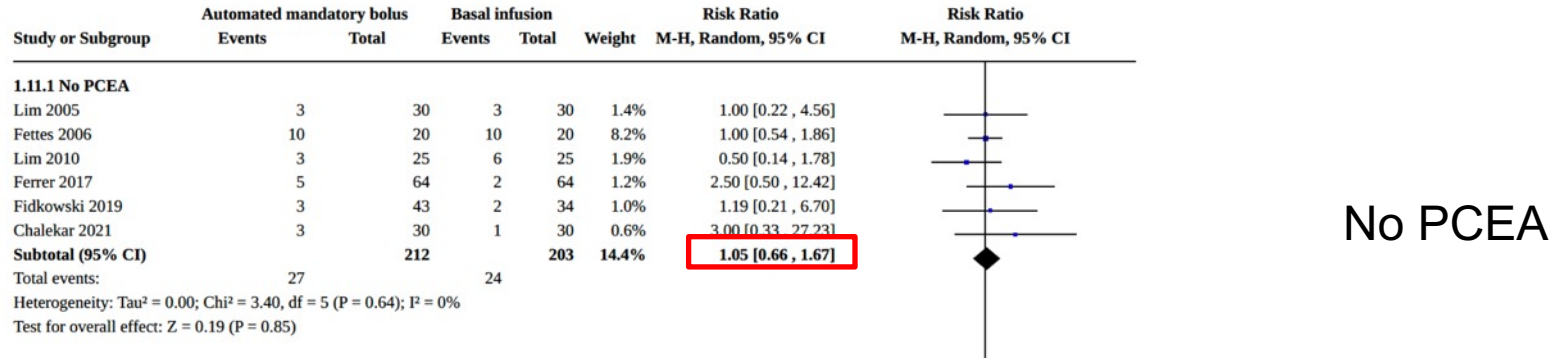 Automated mandatory bolus Basal infusion Risk Ratio Risk Ratio
Study or Subgroup Events Total Events Total Weight M-H, Random, 95% CI M-H, Random, 95% CI
1.11.1 No PCEA
Lim 2005 3 30 3 30 1.4% 1.00 [0.22 , 4.56]
Fettes 2006 10 20 10 20 8.2% 1.00 [0.54 , 1.86]
Lim 2010 3 25 6 25 1.9% 0.50 [0.14 , 1.78]
Ferrer 2017 5 64 2 64 1.2% 2.50 [0.50 , 12.42]
Fidkowski 2019 3 43 2 34 1.0% 1.19 [0.21 , 6.70]
Chalekar 2021 3 30 1 30 0.6% 3.00 [0.33 , 27.23]
Subtotal (95% CI) 212 203 14.4% 1.05 [0.66 , 1.67]
Total events: 27 24
Heterogeneity: Tau² = 0.00; Chi² = 3.40, df = 5 (P = 0.64); I² = 0%
Test for overall effect: Z = 0.19 (P = 0.85)
No PCEA